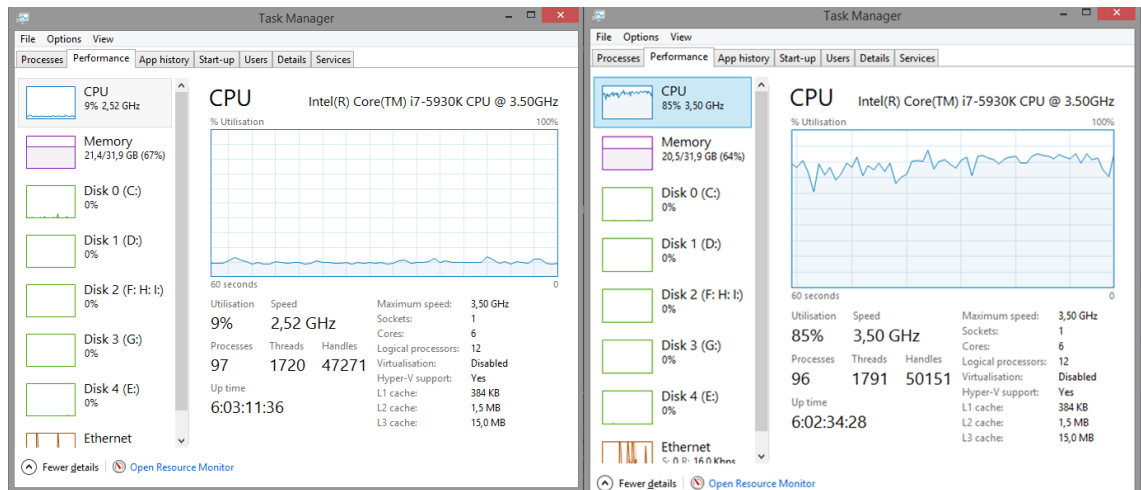 Task Manager
File Options View
Processes Performance App history Start-up Users Details Services
CPU
9% 2,52 GHz
Memory
21,4/31,9 GB (67%)
Disk 0 (C:)
0%
Disk 1 (D:)
0%
Disk 2 (F: H: I:)
0%
Disk 3 (G:)
0%
Disk 4 (E:)
0%
Ethernet
CPU Intel(R) Core(TM) i7-5930K CPU @ 3.50GHz
% Utilisation 100%
60 seconds 0
Utilisation Speed
9% 2,52 GHz
Processes Threads Handles
97 1720 47271
Up time
6:03:11:36
Maximum speed: 3,50 GHz
Sockets: 1
Cores: 6
Logical processors: 12
Virtualisation: Disabled
Hyper-V support: Yes
L1 cache: 384 KB
L2 cache: 1,5 MB
L3 cache: 15,0 MB
Fewer details Open Resource Monitor
Task Manager
File Options View
Processes Performance App history Start-up Users Details Services
CPU
85% 3,50 GHz
Memory
20,5/31,9 GB (64%)
Disk 0 (C:)
0%
Disk 1 (D:)
0%
Disk 2 (F: H: I:)
0%
Disk 3 (G:)
0%
Disk 4 (E:)
0%
Ethernet
S: 0 R: 16,0 Kbps
CPU Intel(R) Core(TM) i7-5930K CPU @ 3.50GHz
% Utilisation 100%
60 seconds 0
Utilisation Speed
85% 3,50 GHz
Processes Threads Handles
96 1791 50151
Up time
6:02:34:28
Maximum speed: 3,50 GHz
Sockets: 1
Cores: 6
Logical processors: 12
Virtualisation: Disabled
Hyper-V support: Yes
L1 cache: 384 KB
L2 cache: 1,5 MB
L3 cache: 15,0 MB
Fewer details Open Resource Monitor